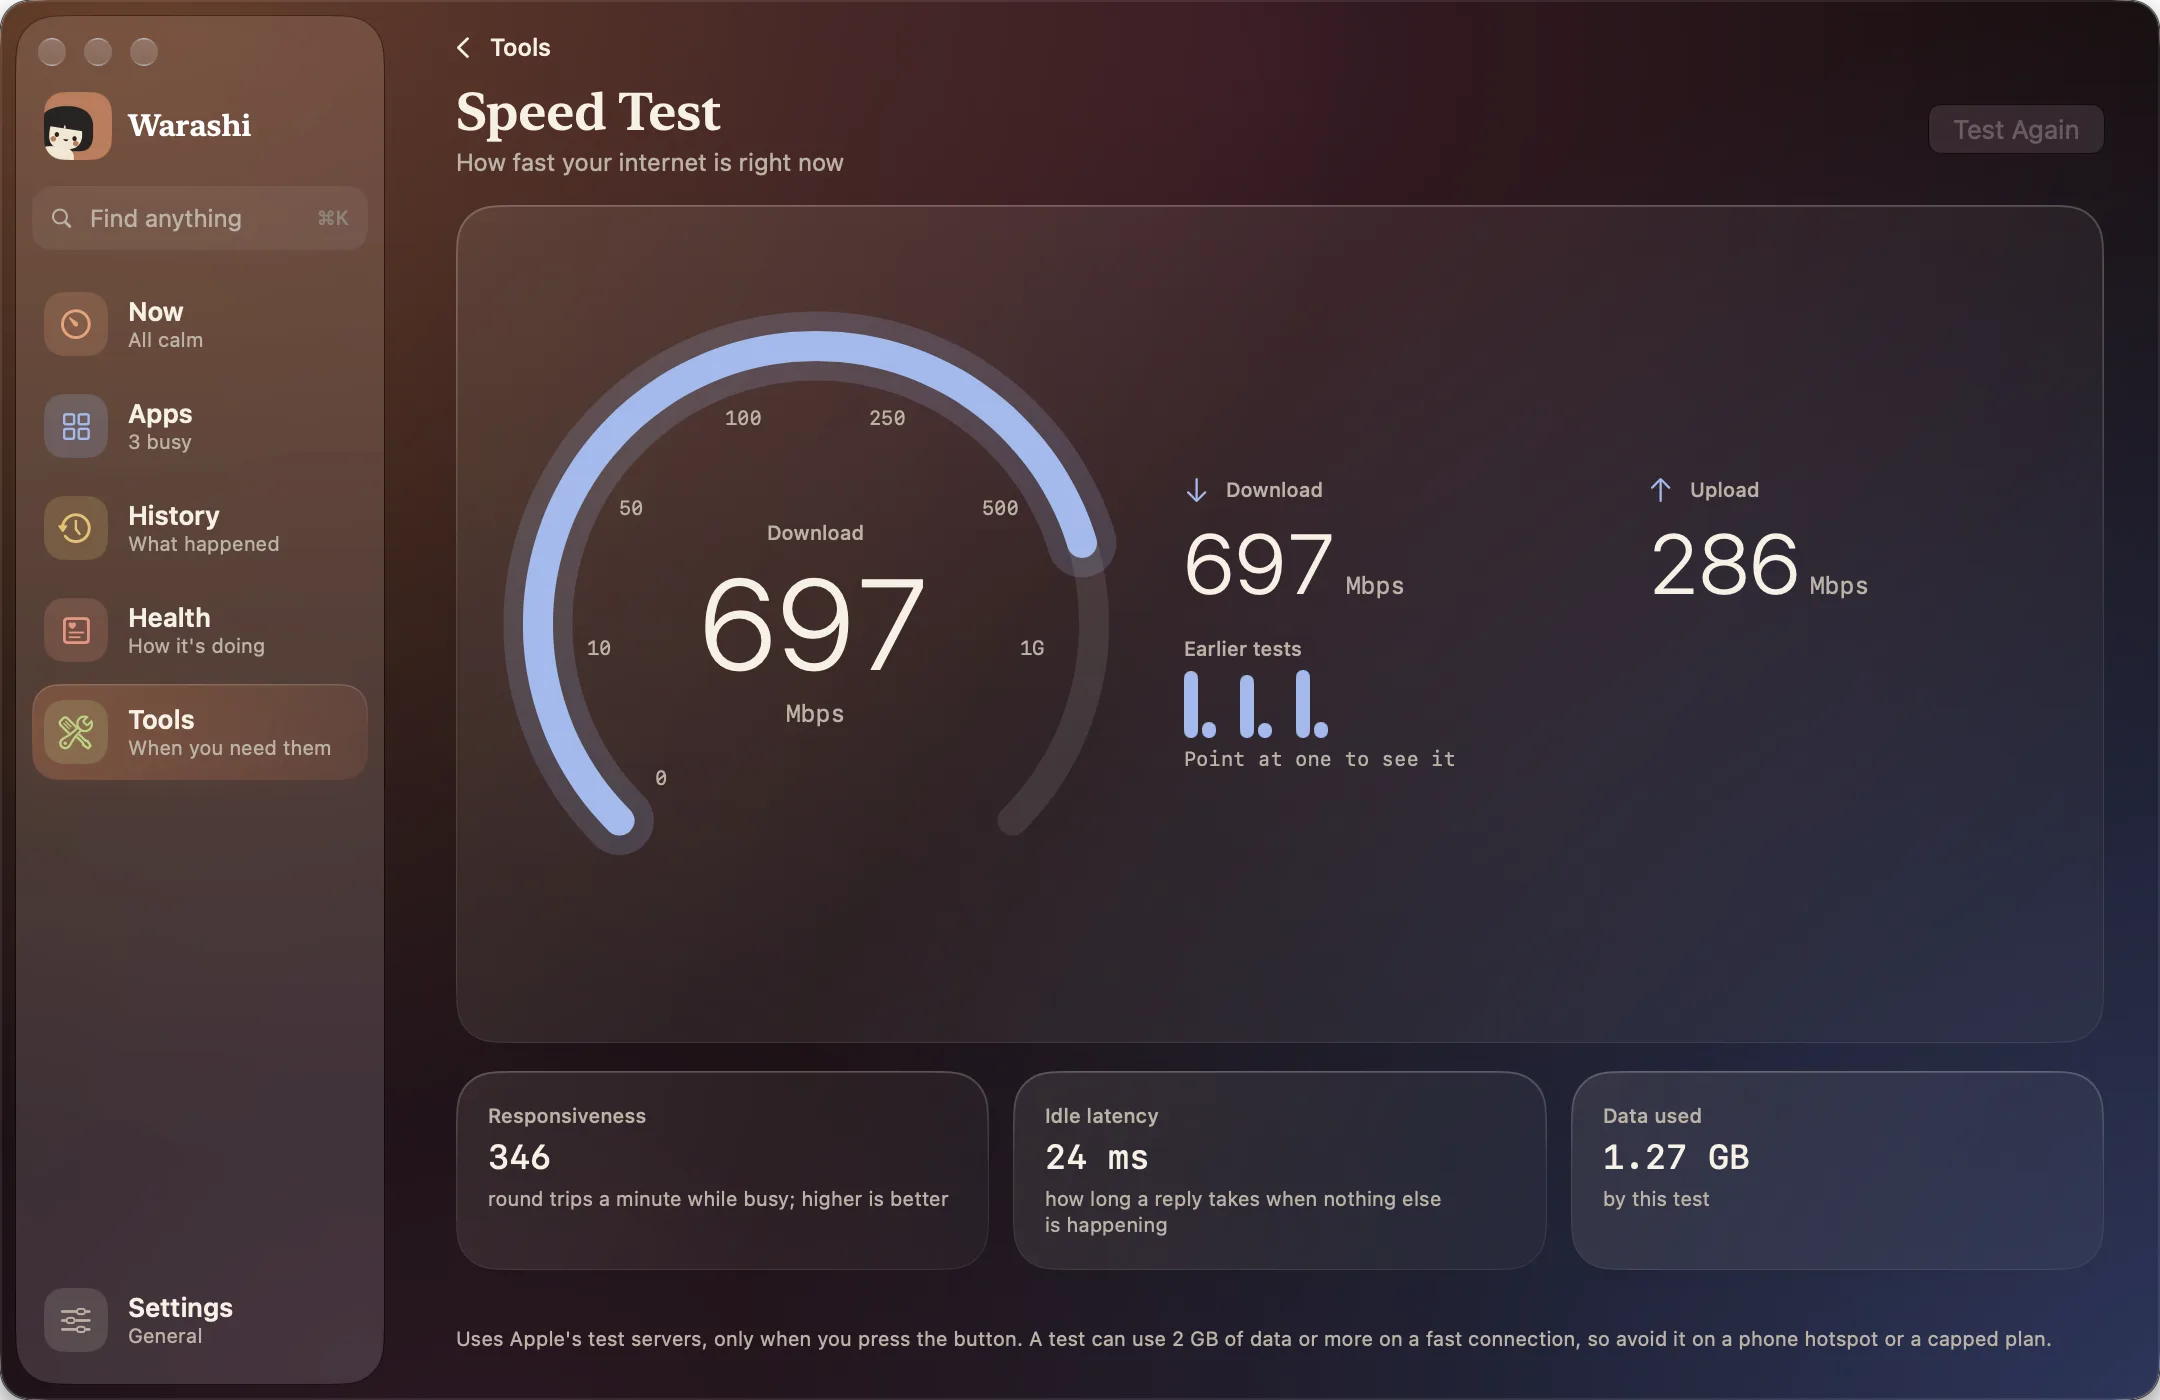 Warashi
Find anything ⌘K
Now
All calm
Apps
3 busy
History
What happened
Health
How it's doing
Tools
When you need them
Settings
General
Tools
Speed Test
How fast your internet is right now
Test Again
0
10
50
100
250
500
1G
Download
697
Mbps
Download
697 Mbps
Upload
286 Mbps
Earlier tests
Point at one to see it
Responsiveness
346
round trips a minute while busy; higher is better
Idle latency
24 ms
how long a reply takes when nothing else
is happening
Data used
1.27 GB
by this test
Uses Apple's test servers, only when you press the button. A test can use 2 GB of data or more on a fast connection, so avoid it on a phone hotspot or a capped plan.